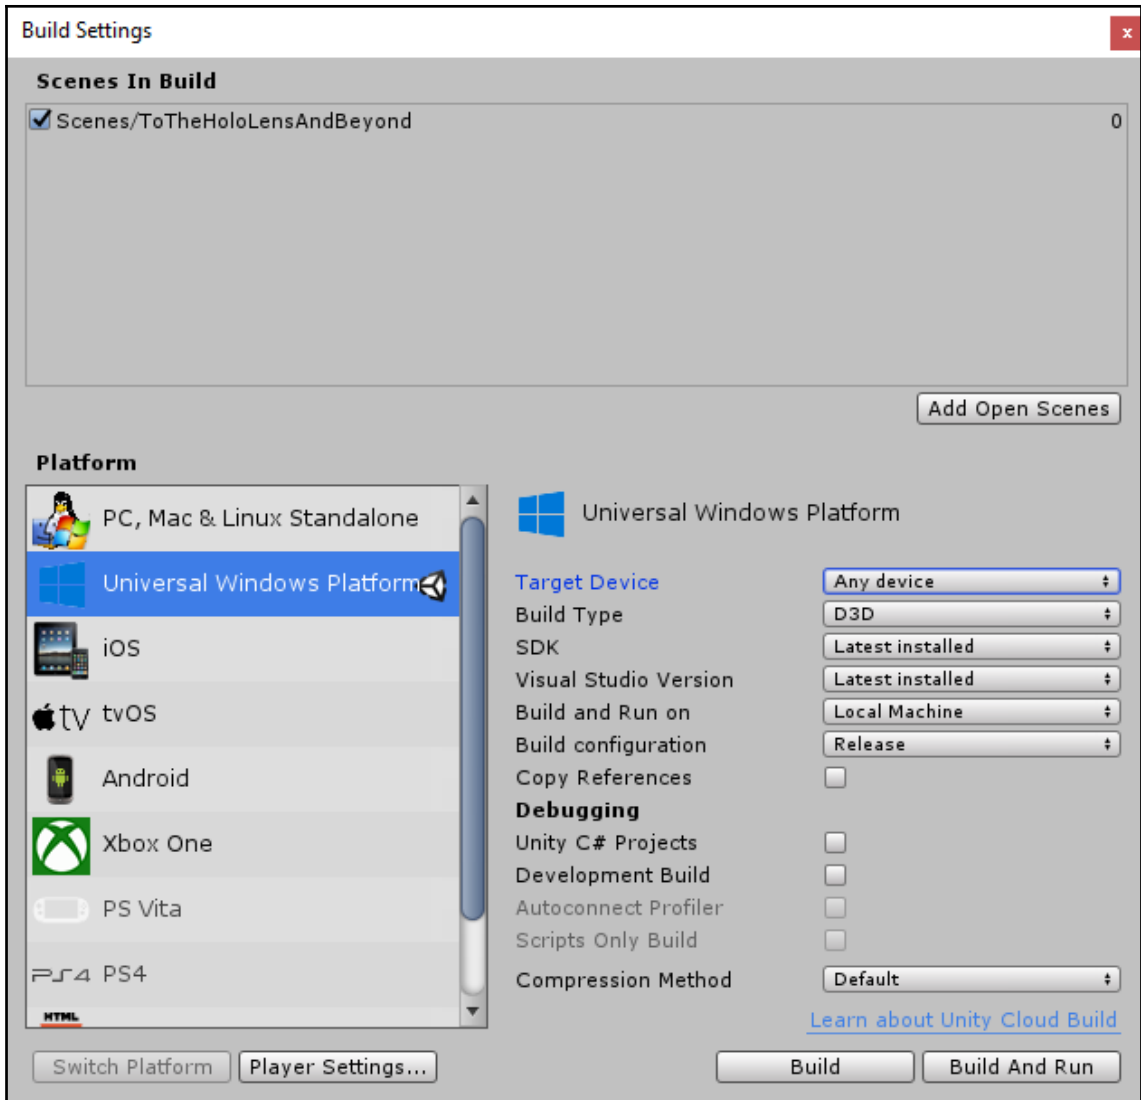 Build Settings
x
Scenes In Build
Scenes/ToTheHoloLensAndBeyond 0
Add Open Scenes
Platform
PC, Mac & Linux Standalone
Universal Windows Platform
iOS
tv tvOS
Android
Xbox One
PS Vita
PS4 PS4
HTML
Universal Windows Platform
Target Device Any device
Build Type D3D
SDK Latest installed
Visual Studio Version Latest installed
Build and Run on Local Machine
Build configuration Release
Copy References
Debugging
Unity C# Projects
Development Build
Autoconnect Profiler
Scripts Only Build
Compression Method Default
Learn about Unity Cloud Build
Switch Platform Player Settings... Build Build And Run